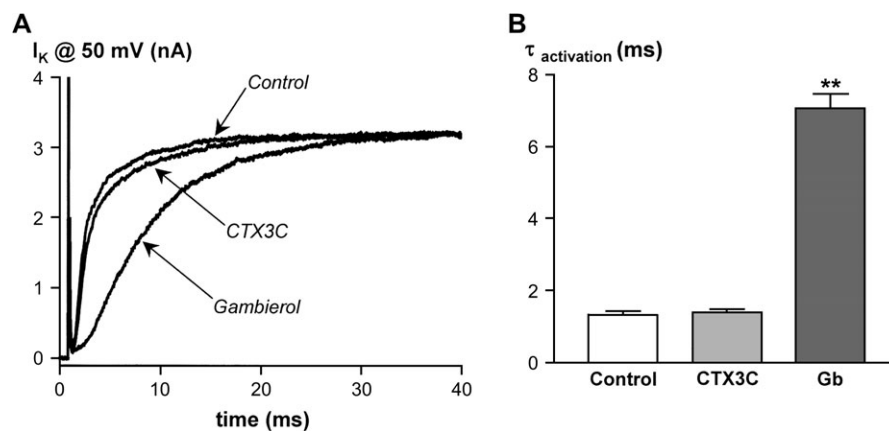 A
I_K @ 50 mV (nA)
4
3
2
1
0
Control
CTX3C
Gambierol
0 10 20 30 40
time (ms)
B
τ activation (ms)
8
6
4
2
0
**
Control CTX3C Gb